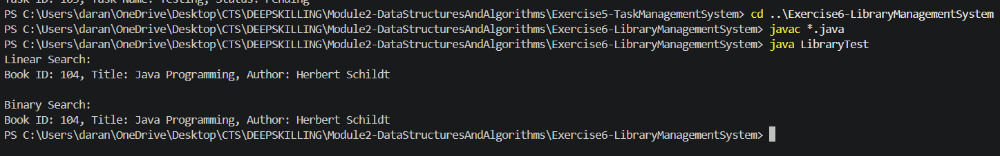 Task ID: 103, Task Name: Testing, Status: Pending
PS C:\Users\daran\OneDrive\Desktop\CTS\DEEPSKILLING\Module2-DataStructuresAndAlgorithms\Exercise5-TaskManagementSystem> cd ..\Exercise6-LibraryManagementSystem
PS C:\Users\daran\OneDrive\Desktop\CTS\DEEPSKILLING\Module2-DataStructuresAndAlgorithms\Exercise6-LibraryManagementSystem> javac *.java
PS C:\Users\daran\OneDrive\Desktop\CTS\DEEPSKILLING\Module2-DataStructuresAndAlgorithms\Exercise6-LibraryManagementSystem> java LibraryTest
Linear Search:
Book ID: 104, Title: Java Programming, Author: Herbert Schildt
Binary Search:
Book ID: 104, Title: Java Programming, Author: Herbert Schildt
PS C:\Users\daran\OneDrive\Desktop\CTS\DEEPSKILLING\Module2-DataStructuresAndAlgorithms\Exercise6-LibraryManagementSystem>